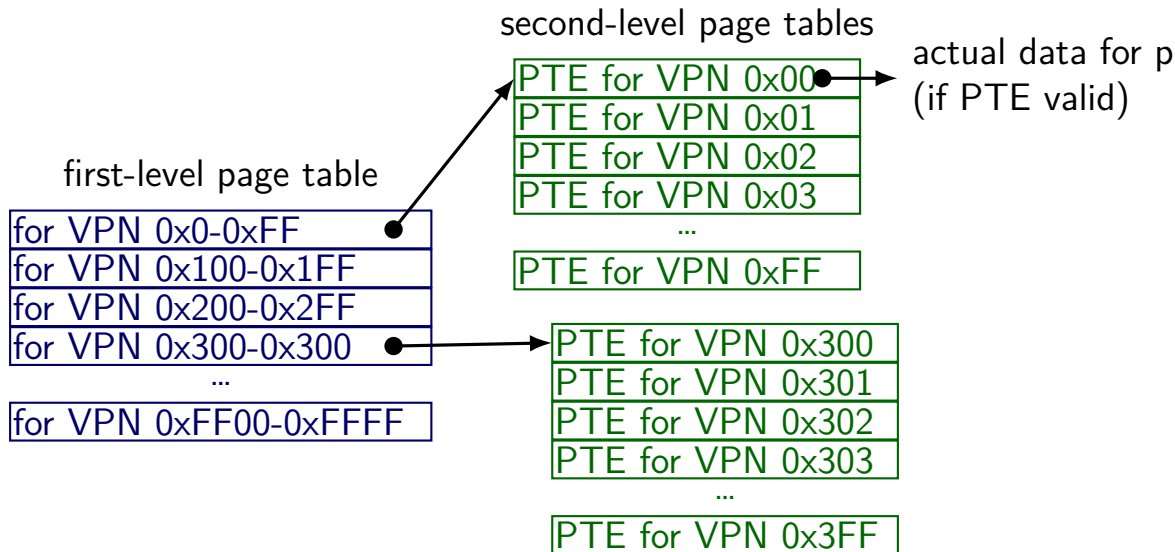 second-level page tables
actual data for p
(if PTE valid)
PTE for VPN 0x00
PTE for VPN 0x01
PTE for VPN 0x02
PTE for VPN 0x03
...
PTE for VPN 0xFF
first-level page table
for VPN 0x0-0xFF
for VPN 0x100-0x1FF
for VPN 0x200-0x2FF
for VPN 0x300-0x300
...
for VPN 0xFF00-0xFFFF
PTE for VPN 0x300
PTE for VPN 0x301
PTE for VPN 0x302
PTE for VPN 0x303
...
PTE for VPN 0x3FF